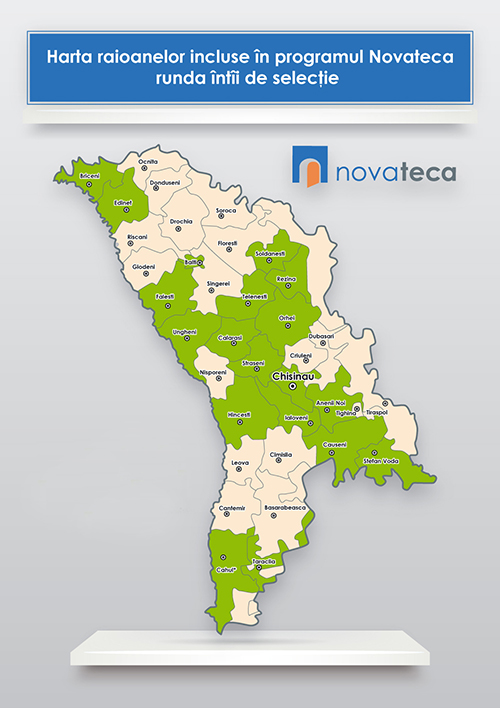 Harta raioanelor incluse în programul Novateca
runda întîi de selecție
novateca
Ocnita
Briceni
Donduseni
Edinet
Soroca
Drochia
Riscani
Floresti
Soldanesti
Glodeni
Balti
Rezina
Singerei
Falesti
Telenesti
Orhei
Ungheni
Calarasi
Dubasari
Criuleni
Straseni
Nisporeni
Chisinau
Anenii Noi
Hincesti
Ialoveni
Tighina
Tiraspol
Causeni
Cimislia
Leova
Stefan Voda
Cantemir
Basarabeasca
Taraclia
Cahul*